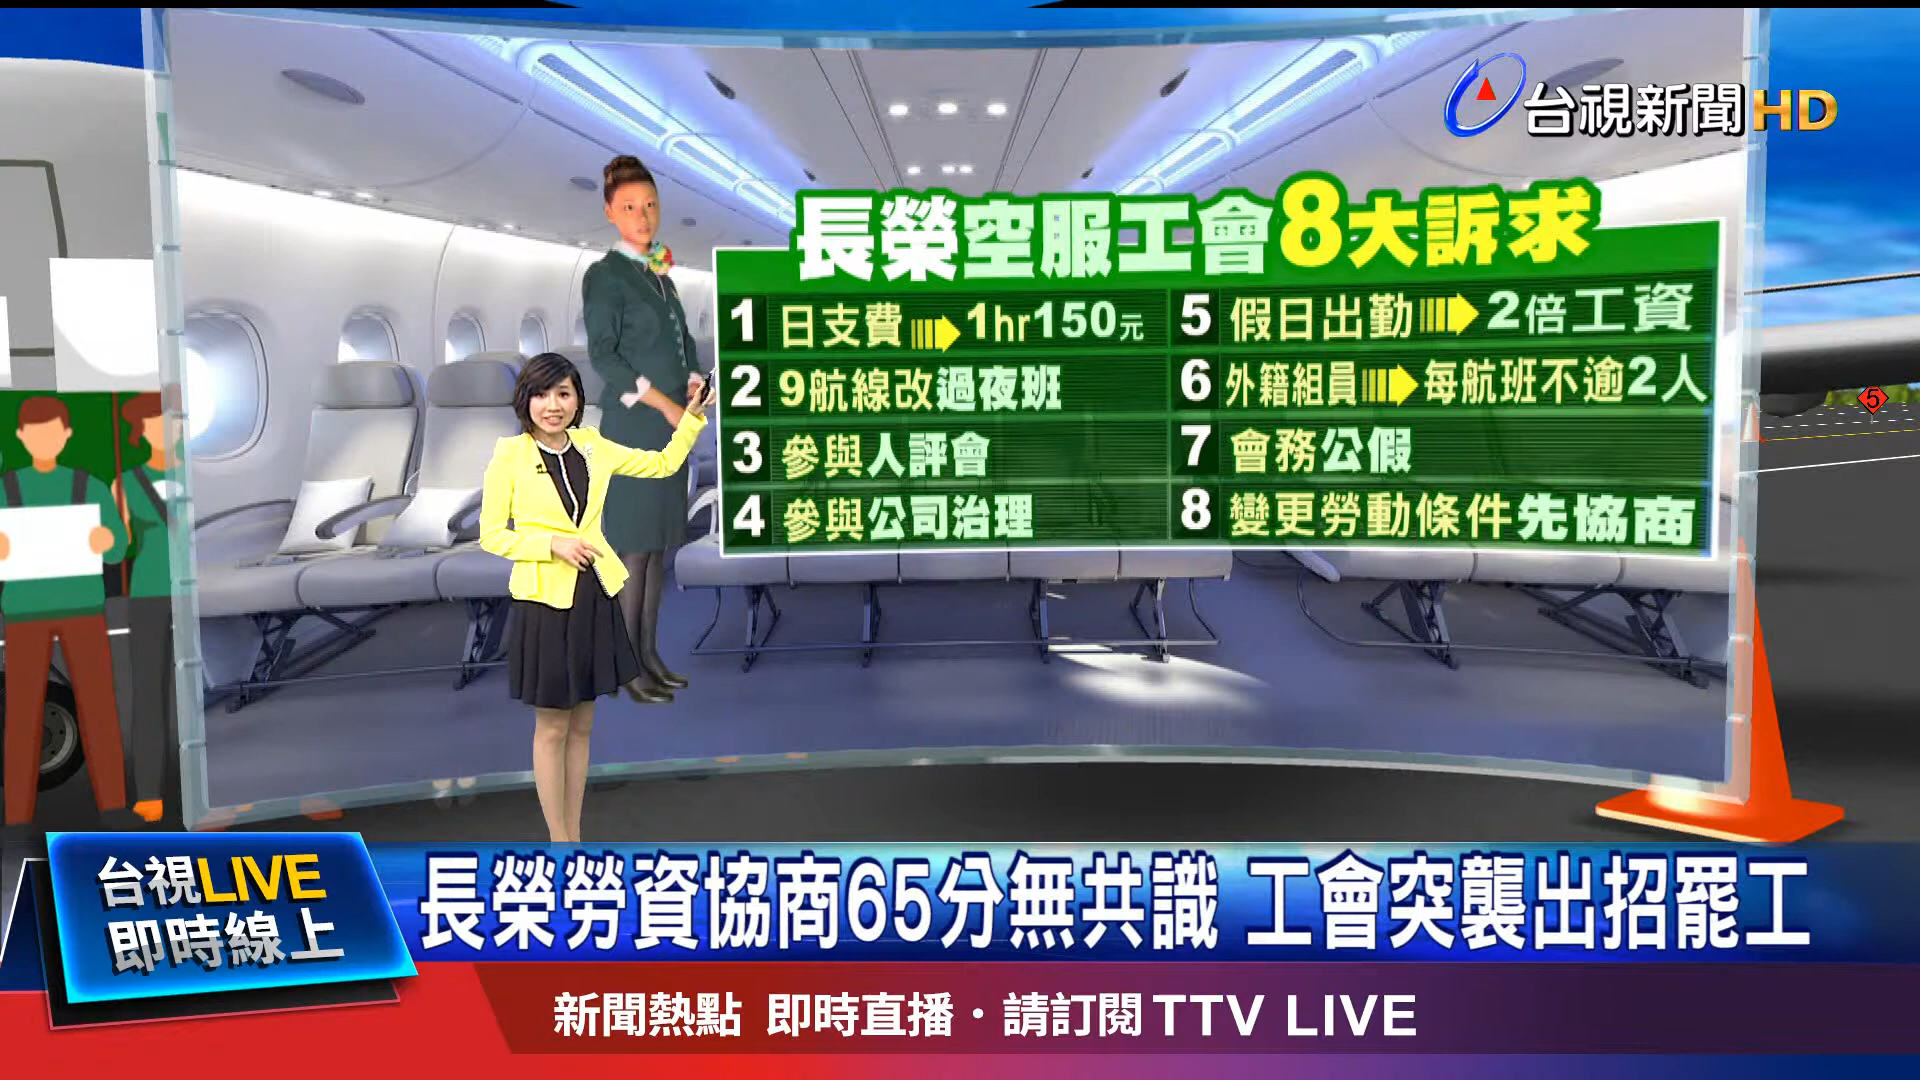 台視新聞HD
長榮空服工會8大訴求
1 日支費 1hr150元
2 9航線改過夜班
3 參與人評會
4 參與公司治理
5 假日出勤 2倍工資
6 外籍組員 每航班不逾2人
7 會務公假
8 變更勞動條件先協商
5
台視LIVE
即時線上
長榮勞資協商65分無共識 工會突襲出招罷工
新聞熱點 即時直播·請訂閱TTV LIVE